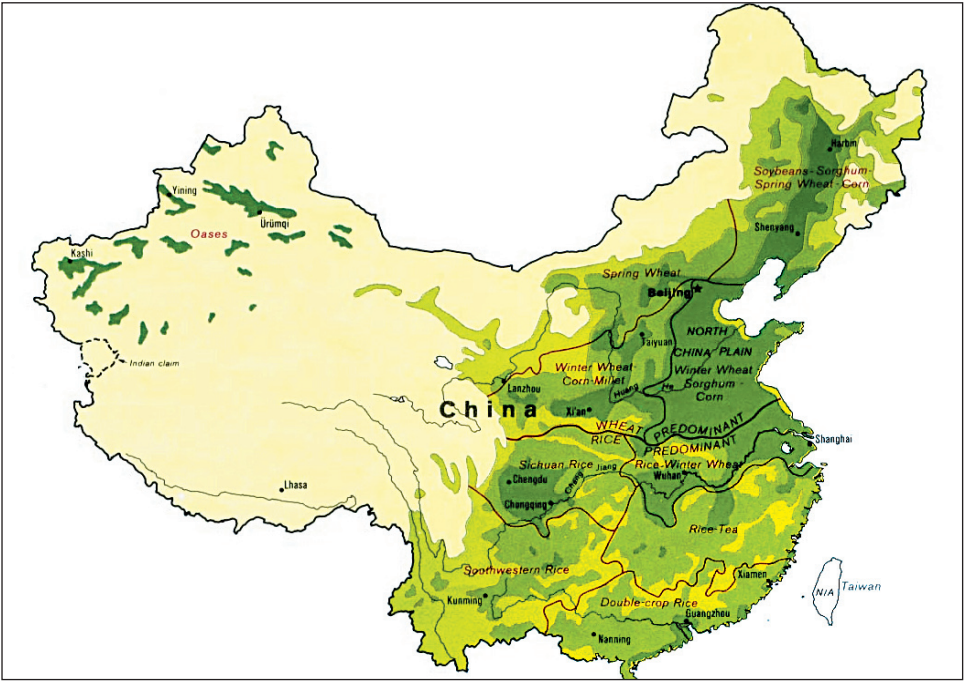 Harbin
Soybeans-Sorghum-
Spring Wheat-Corn
Yining
Ürümqi
Oases
Shenyang
Kashi
Spring Wheat
Beijing
NORTH
CHINA PLAIN
Winter Wheat
Sorghum -
Corn
Taiyuan
Indian claim
Winter Wheat-
Corn-Millet
Lanzhou
Huang
He
China
Xi'an
WHEAT
RICE
PREDOMINANT
PREDOMINANT
Shanghai
Sichuan Rice
Jiang
Rice-Winter Wheat
Wuhan
Chengdu
Chang
Changqing
Lhasa
Rice-Tea
Southwestern Rice
Xiamen
N/A
Taiwan
Kunming
Double-crop Rice
Guangzhou
Nanning